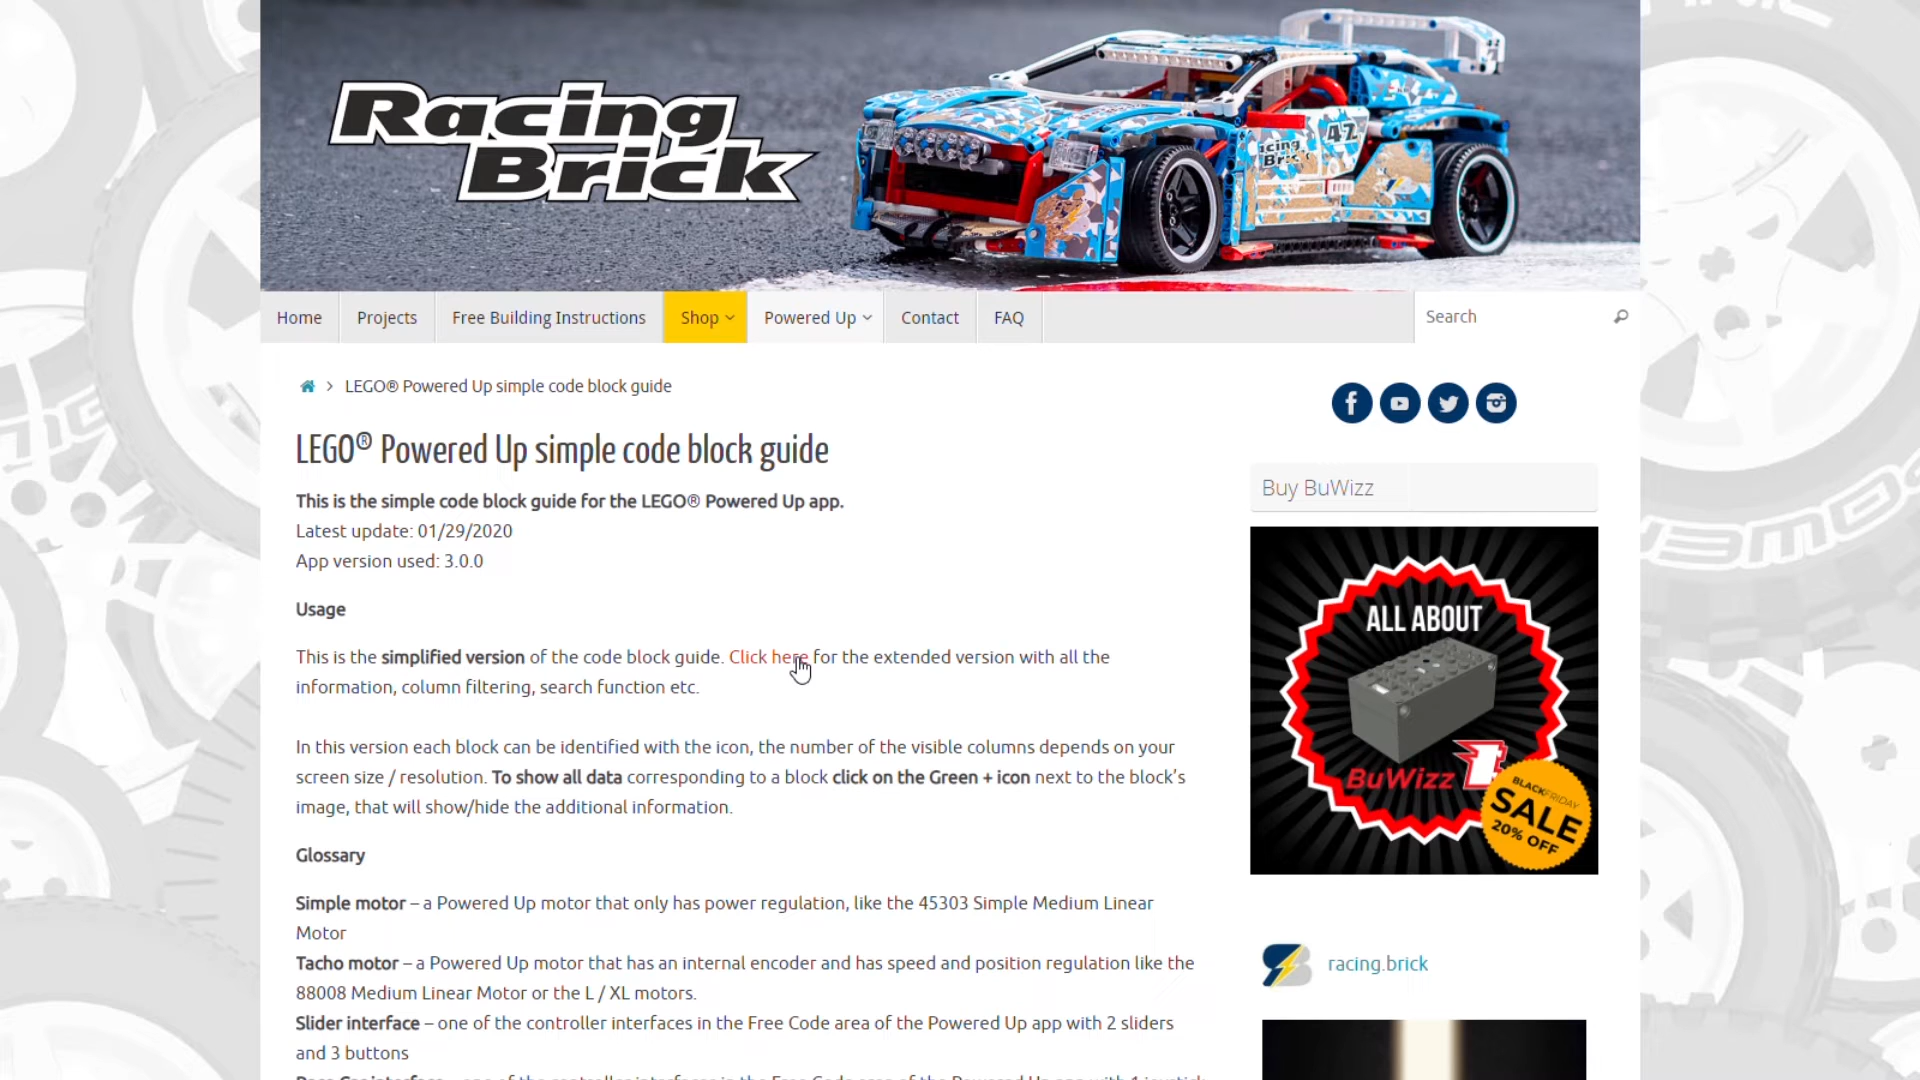 Racing
Brick
42
Racing
Brick
Home
Projects
Free Building Instructions
Shop
Powered Up
Contact
FAQ
Search
LEGO® Powered Up simple code block guide
LEGO® Powered Up simple code block guide
This is the simple code block guide for the LEGO® Powered Up app.
Latest update: 01/29/2020
App version used: 3.0.0
Usage
This is the simplified version of the code block guide. Click here for the extended version with all the
information, column filtering, search function etc.
In this version each block can be identified with the icon, the number of the visible columns depends on your
screen size / resolution. To show all data corresponding to a block click on the Green + icon next to the block's
image, that will show/hide the additional information.
Glossary
Simple motor – a Powered Up motor that only has power regulation, like the 45303 Simple Medium Linear
Motor
Tacho motor – a Powered Up motor that has an internal encoder and has speed and position regulation like the
88008 Medium Linear Motor or the L / XL motors.
Slider interface – one of the controller interfaces in the Free Code area of the Powered Up app with 2 sliders
and 3 buttons
Buy BuWizz
ALL ABOUT
BuWizz
BLACKFRIDAY
SALE
20% OFF
racing.brick